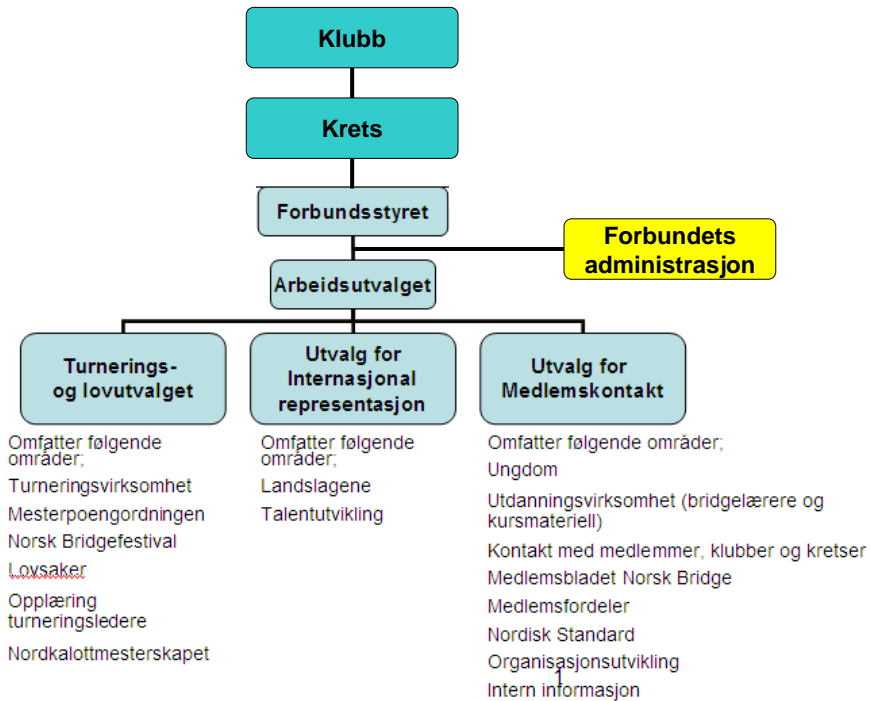 Klubb
Krets
Forbundsstyret
Forbundets
administrasjon
Arbeidsutvalget
Turnerings-
og lovutvalget
Omfatter følgende
områder;
Turneringsvirksomhet
Mesterpoengordningen
Norsk Bridgefestival
Lovsaker
Opplæring
turneringsledere
Nordkalottmesterskapet
Utvalg for
Internasjonal
representasjon
Omfatter følgende
områder;
Landslagene
Talentutvikling
Utvalg for
Medlemskontakt
Omfatter følgende områder;
Ungdom
Utdanningsvirksomhet (bridgelærere og
kursmateriell)
Kontakt med medlemmer, klubber og kretser
Medlemsbladet Norsk Bridge
Medlemsfordeler
Nordisk Standard
Organisasjonsutvikling
Intern informasjon
1